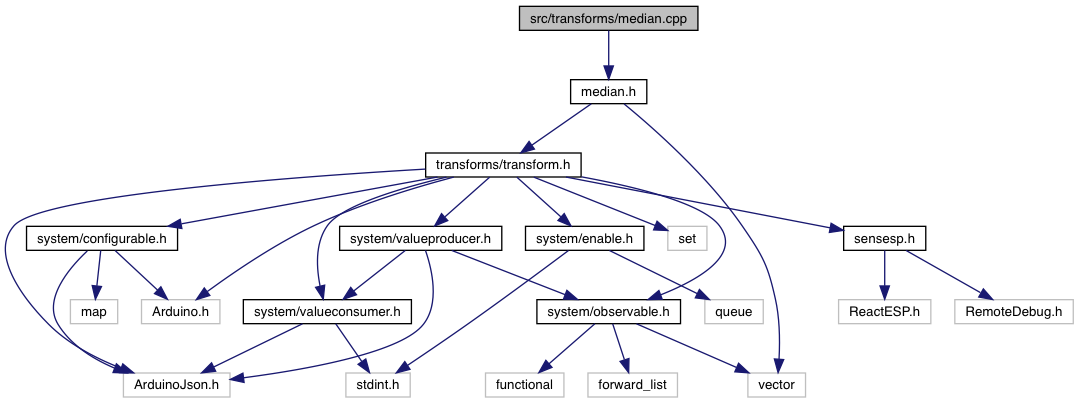 src/transforms/median.cpp
median.h
transforms/transform.h
system/configurable.h
system/valueproducer.h
system/enable.h
set
sensesp.h
map
Arduino.h
system/valueconsumer.h
system/observable.h
queue
ReactESP.h
RemoteDebug.h
ArduinoJson.h
stdint.h
functional
forward_list
vector